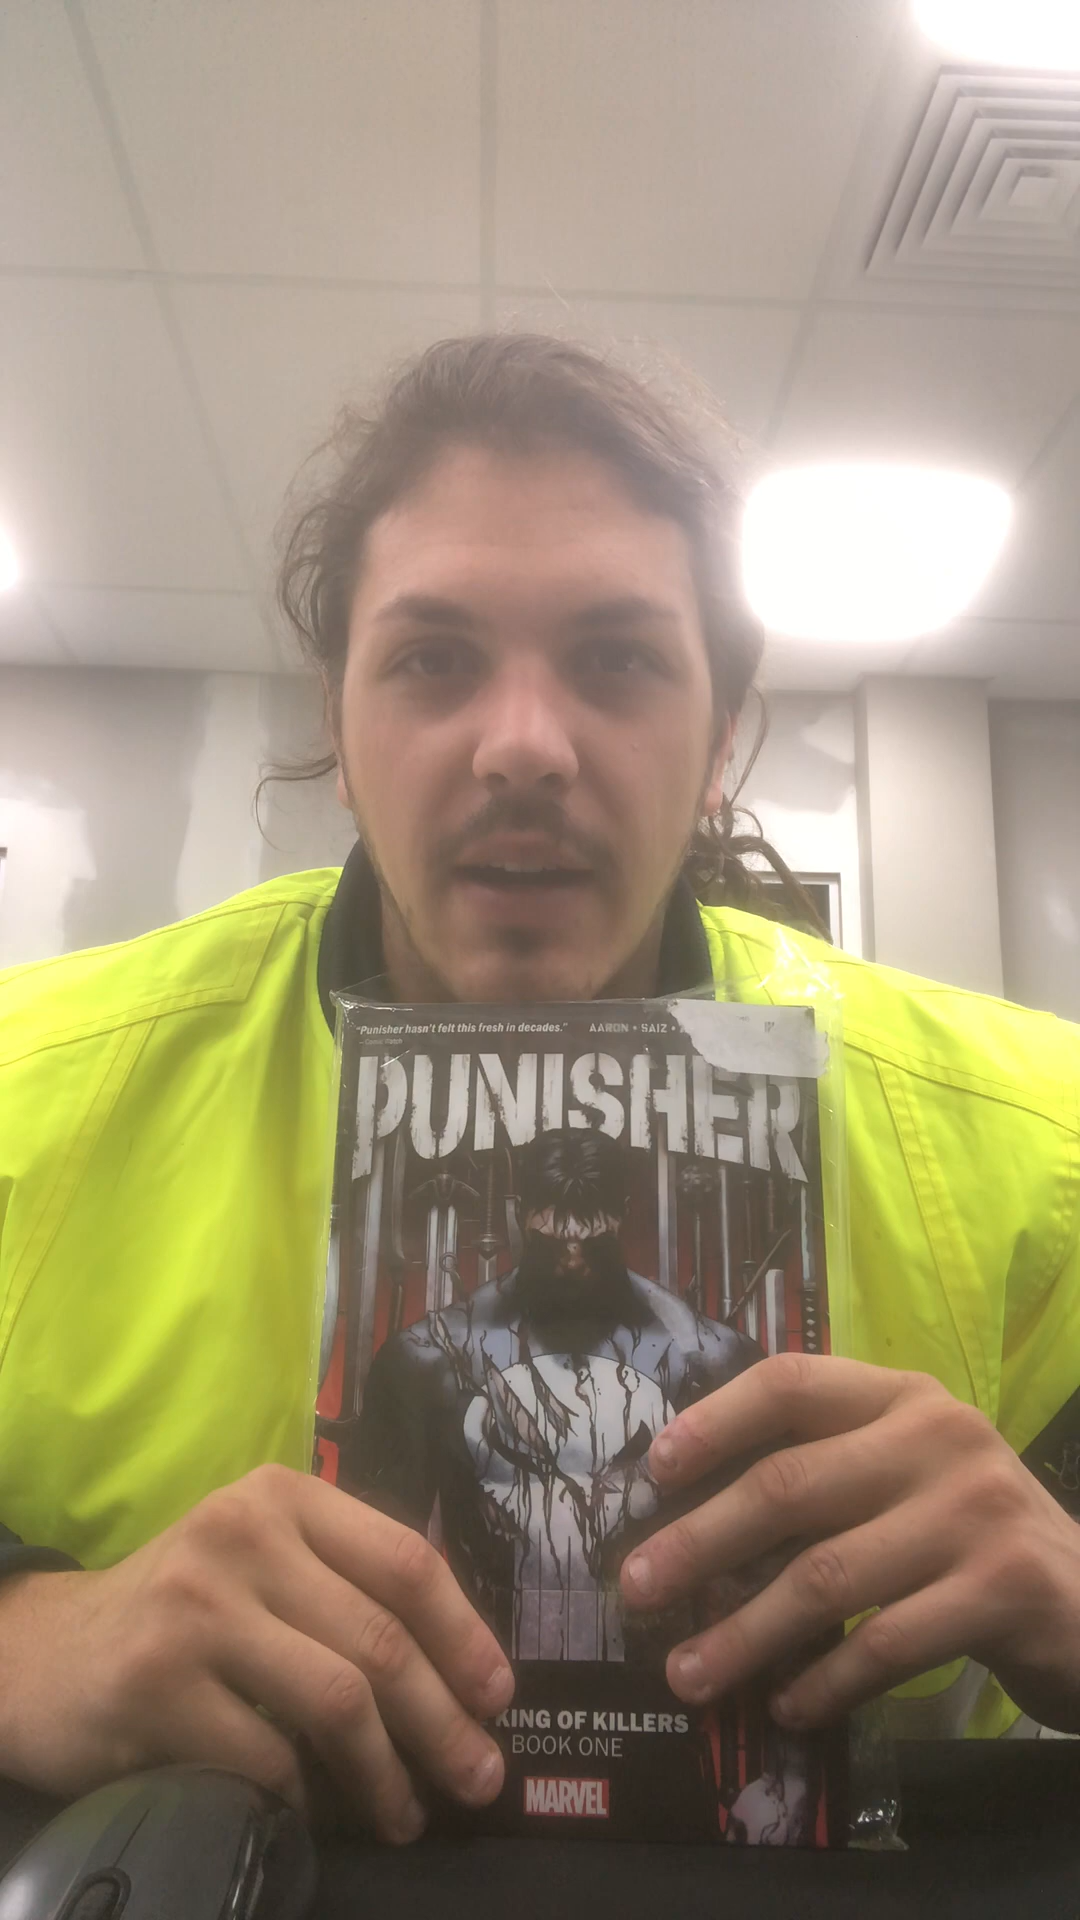 "Punisher hasn't felt this fresh in decades."
AARON • SAIZ •
PUNISHER
KING OF KILLERS
BOOK ONE
MARVEL